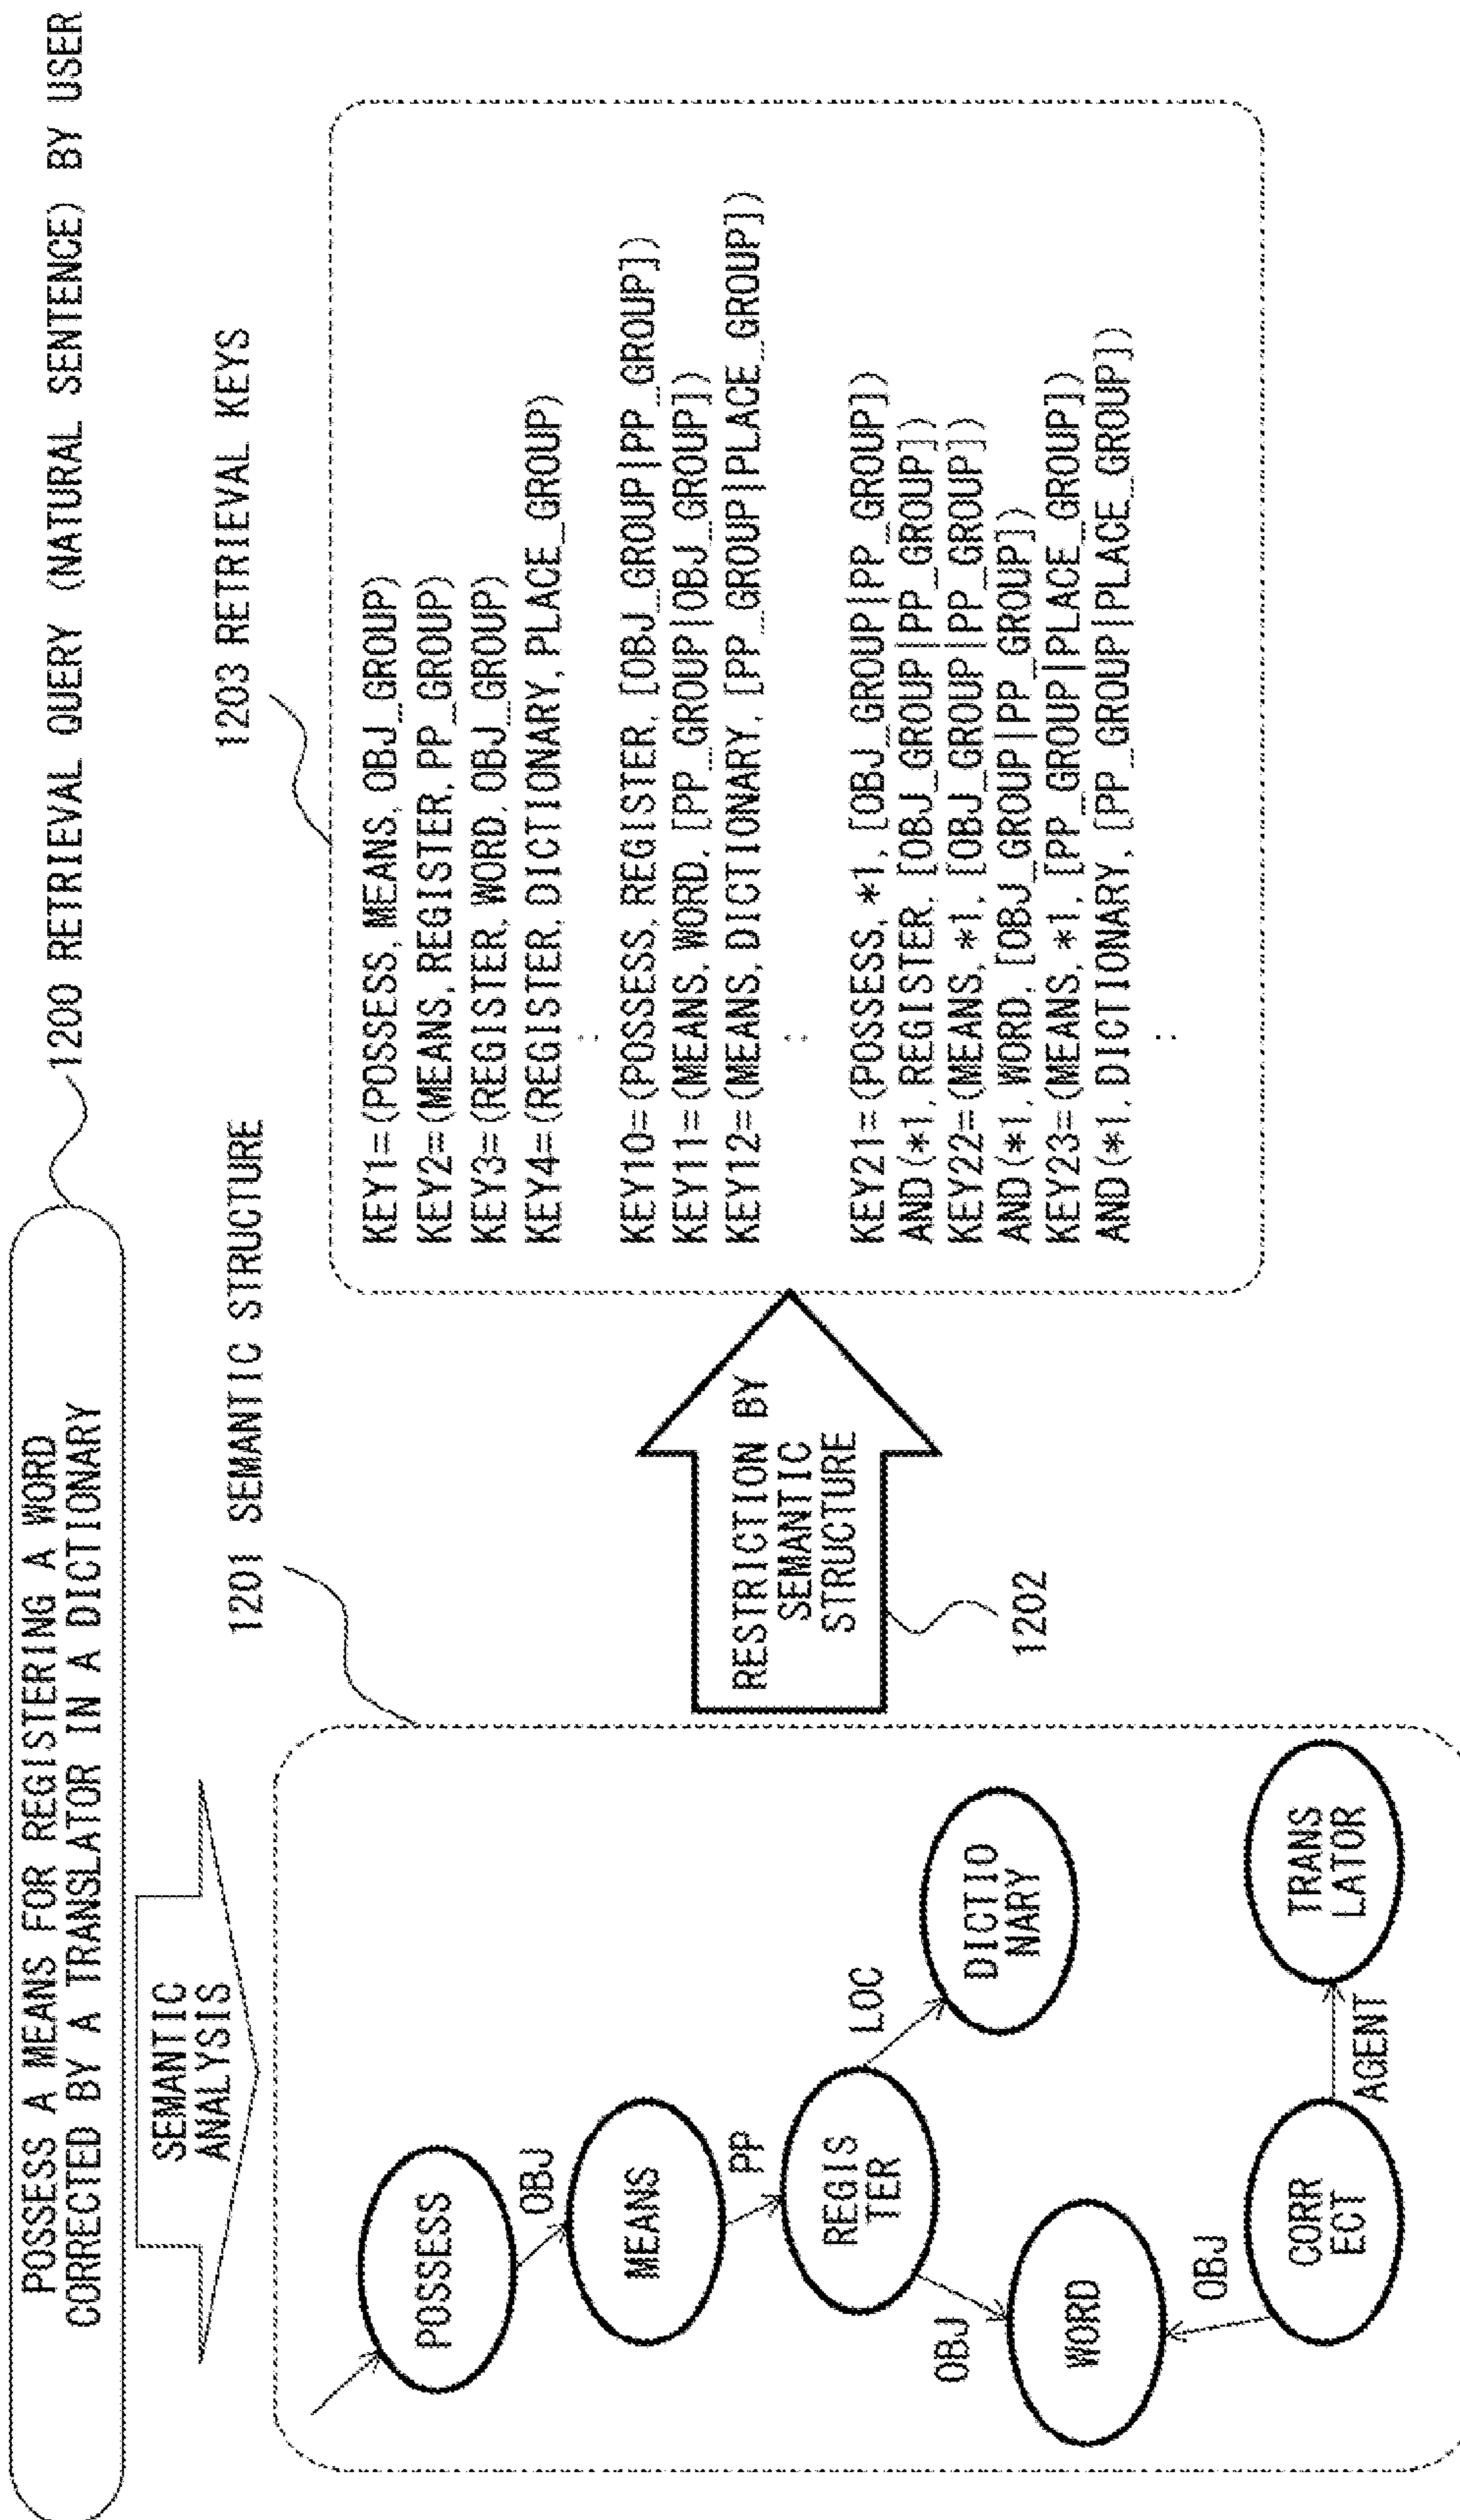 POSSESS A MEANS FOR REGISTERING A WORD
CORRECTED BY A TRANSLATOR IN A DICTIONARY
1200 RETRIEVAL QUERY (NATURAL SENTENCE) BY USER
SEMANTIC
ANALYSIS
1201 SEMANTIC STRUCTURE
POSSESS
OBJ
MEANS
PP
REGIS
TER
LOC
DICTIO
NARY
OBJ
WORD
OBJ
CORR
ECT
AGENT
TRANS
LATOR
RESTRICTION BY
SEMANTIC
STRUCTURE
1202
1203 RETRIEVAL KEYS
KEY1=(POSSESS, MEANS, OBJ_GROUP)
KEY2=(MEANS, REGISTER, PP_GROUP)
KEY3=(REGISTER, WORD, OBJ_GROUP)
KEY4=(REGISTER, DICTIONARY, PLACE_GROUP)
:
KEY10=(POSSESS, REGISTER, [OBJ_GROUP|PP_GROUP])
KEY11=(MEANS, WORD, [PP_GROUP|OBJ_GROUP])
KEY12=(MEANS, DICTIONARY, [PP_GROUP|PLACE_GROUP])
:
KEY21=(POSSESS, *1, [OBJ_GROUP|PP_GROUP])
AND(*1, REGISTER, [OBJ_GROUP|PP_GROUP])
KEY22=(MEANS, *1, [OBJ_GROUP|PP_GROUP])
AND(*1, WORD, [OBJ_GROUP|PP_GROUP])
KEY23=(MEANS, *1, [PP_GROUP|PLACE_GROUP])
AND(*1, DICTIONARY, [PP_GROUP|PLACE_GROUP])
: